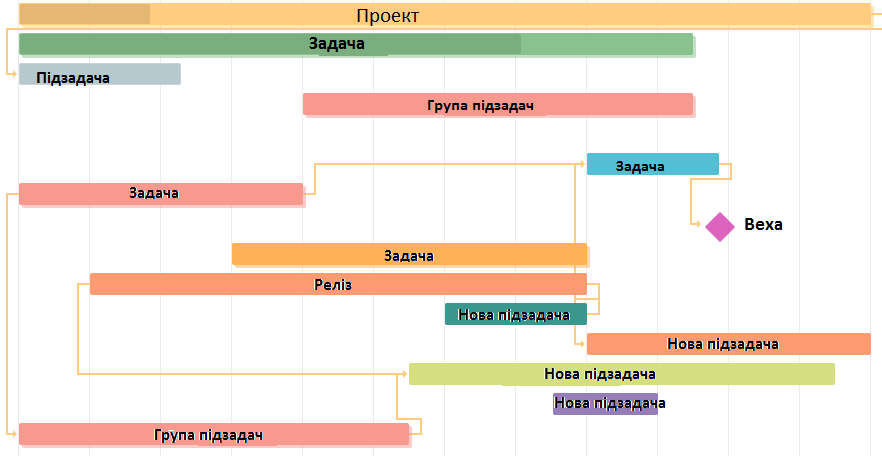 Проект
Задача
Підзадача
Група підзадач
Задача
Задача
Веха
Задача
Реліз
Нова підзадача
Нова підзадача
Нова підзадача
Нова підзадача
Група підзадач